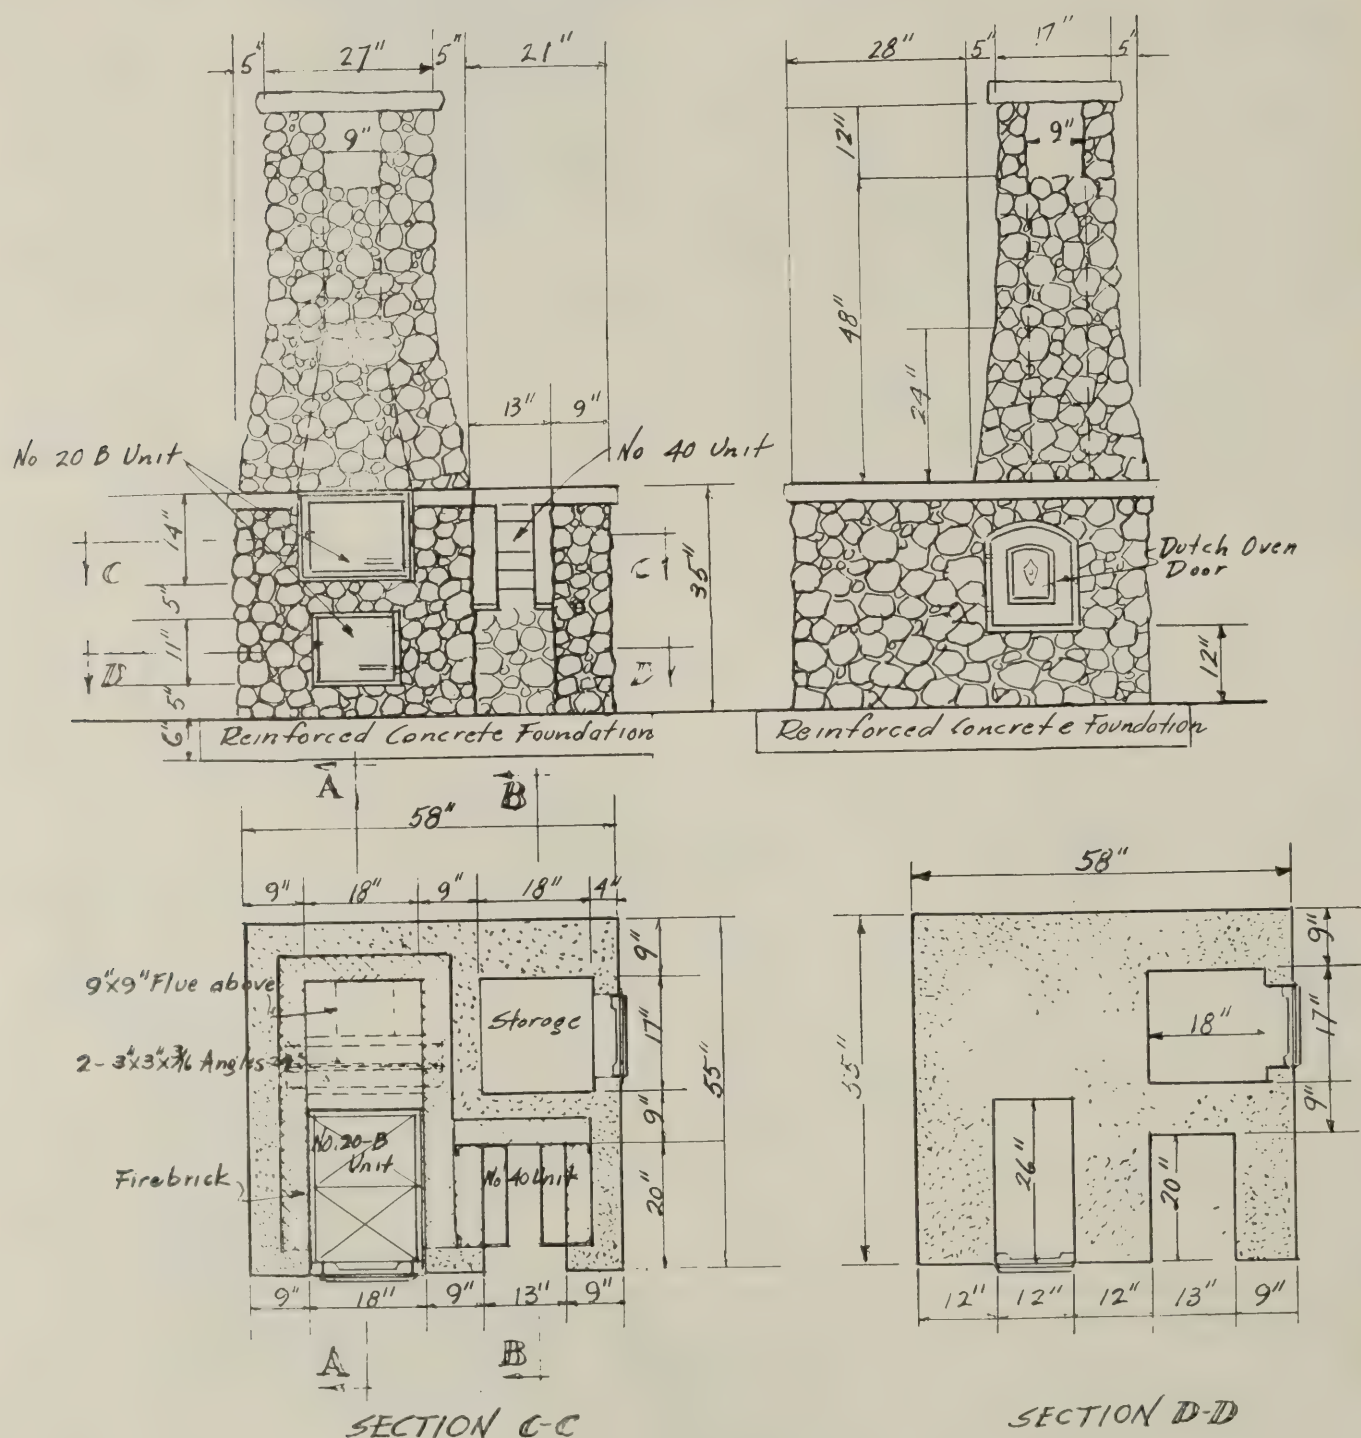 5" 27" 5" 21"
9"
13" 9"
No 20 B Unit
No 40 Unit
14"
C C
5"
11"
D D
5"
6"
35"
Reinforced Concrete Foundation
28" 5" 17" 5"
12"
9"
48"
24"
Dutch Oven
Door
12"
Reinforced Concrete Foundation
A B
58"
9" 18" 9" 18" 4"
9"
9"x9" Flue above
Storage
17"
2-3"x3"x3/16 Angles
55"
9"
No. 20-B
Unit
No 40 Unit
Firebrick
20"
9" 18" 9" 13" 9"
A B
SECTION C-C
58"
9"
18"
17"
55"
9"
26"
20"
12" 12" 12" 13" 9"
SECTION D-D